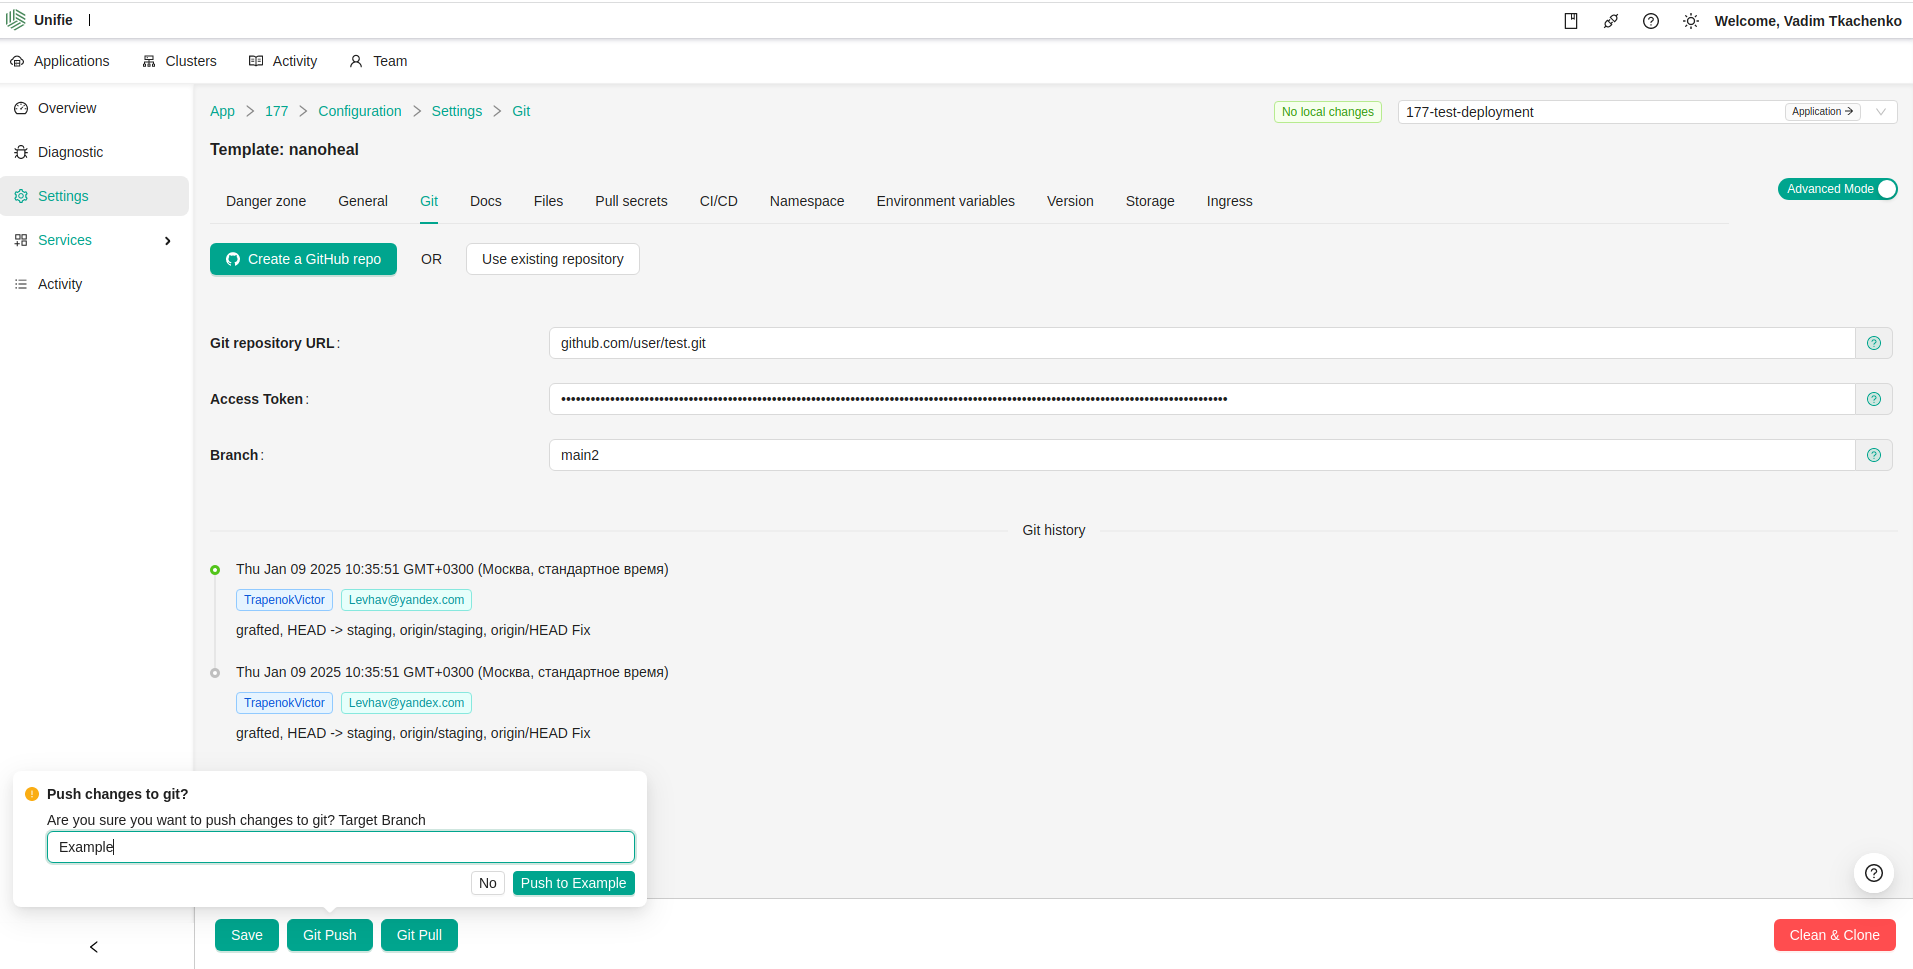 Unifie |
Welcome, Vadim Tkachenko
Applications Clusters Activity Team
Overview
Diagnostic
Settings
Services
Activity
App > 177 > Configuration > Settings > Git
No local changes
177-test-deployment
Application →
Template: nanoheal
Advanced Mode
Danger zone General Git Docs Files Pull secrets CI/CD Namespace Environment variables Version Storage Ingress
Create a GitHub repo OR Use existing repository
Git repository URL: github.com/user/test.git
Access Token: 
Branch: main2
Git history
Thu Jan 09 2025 10:35:51 GMT+0300 (Москва, стандартное время)
TrapenokVictor Levhav@yandex.com
grafted, HEAD -> staging, origin/staging, origin/HEAD Fix
Thu Jan 09 2025 10:35:51 GMT+0300 (Москва, стандартное время)
TrapenokVictor Levhav@yandex.com
grafted, HEAD -> staging, origin/staging, origin/HEAD Fix
Push changes to git?
Are you sure you want to push changes to git? Target Branch
Example
No Push to Example
Save Git Push Git Pull Clean & Clone